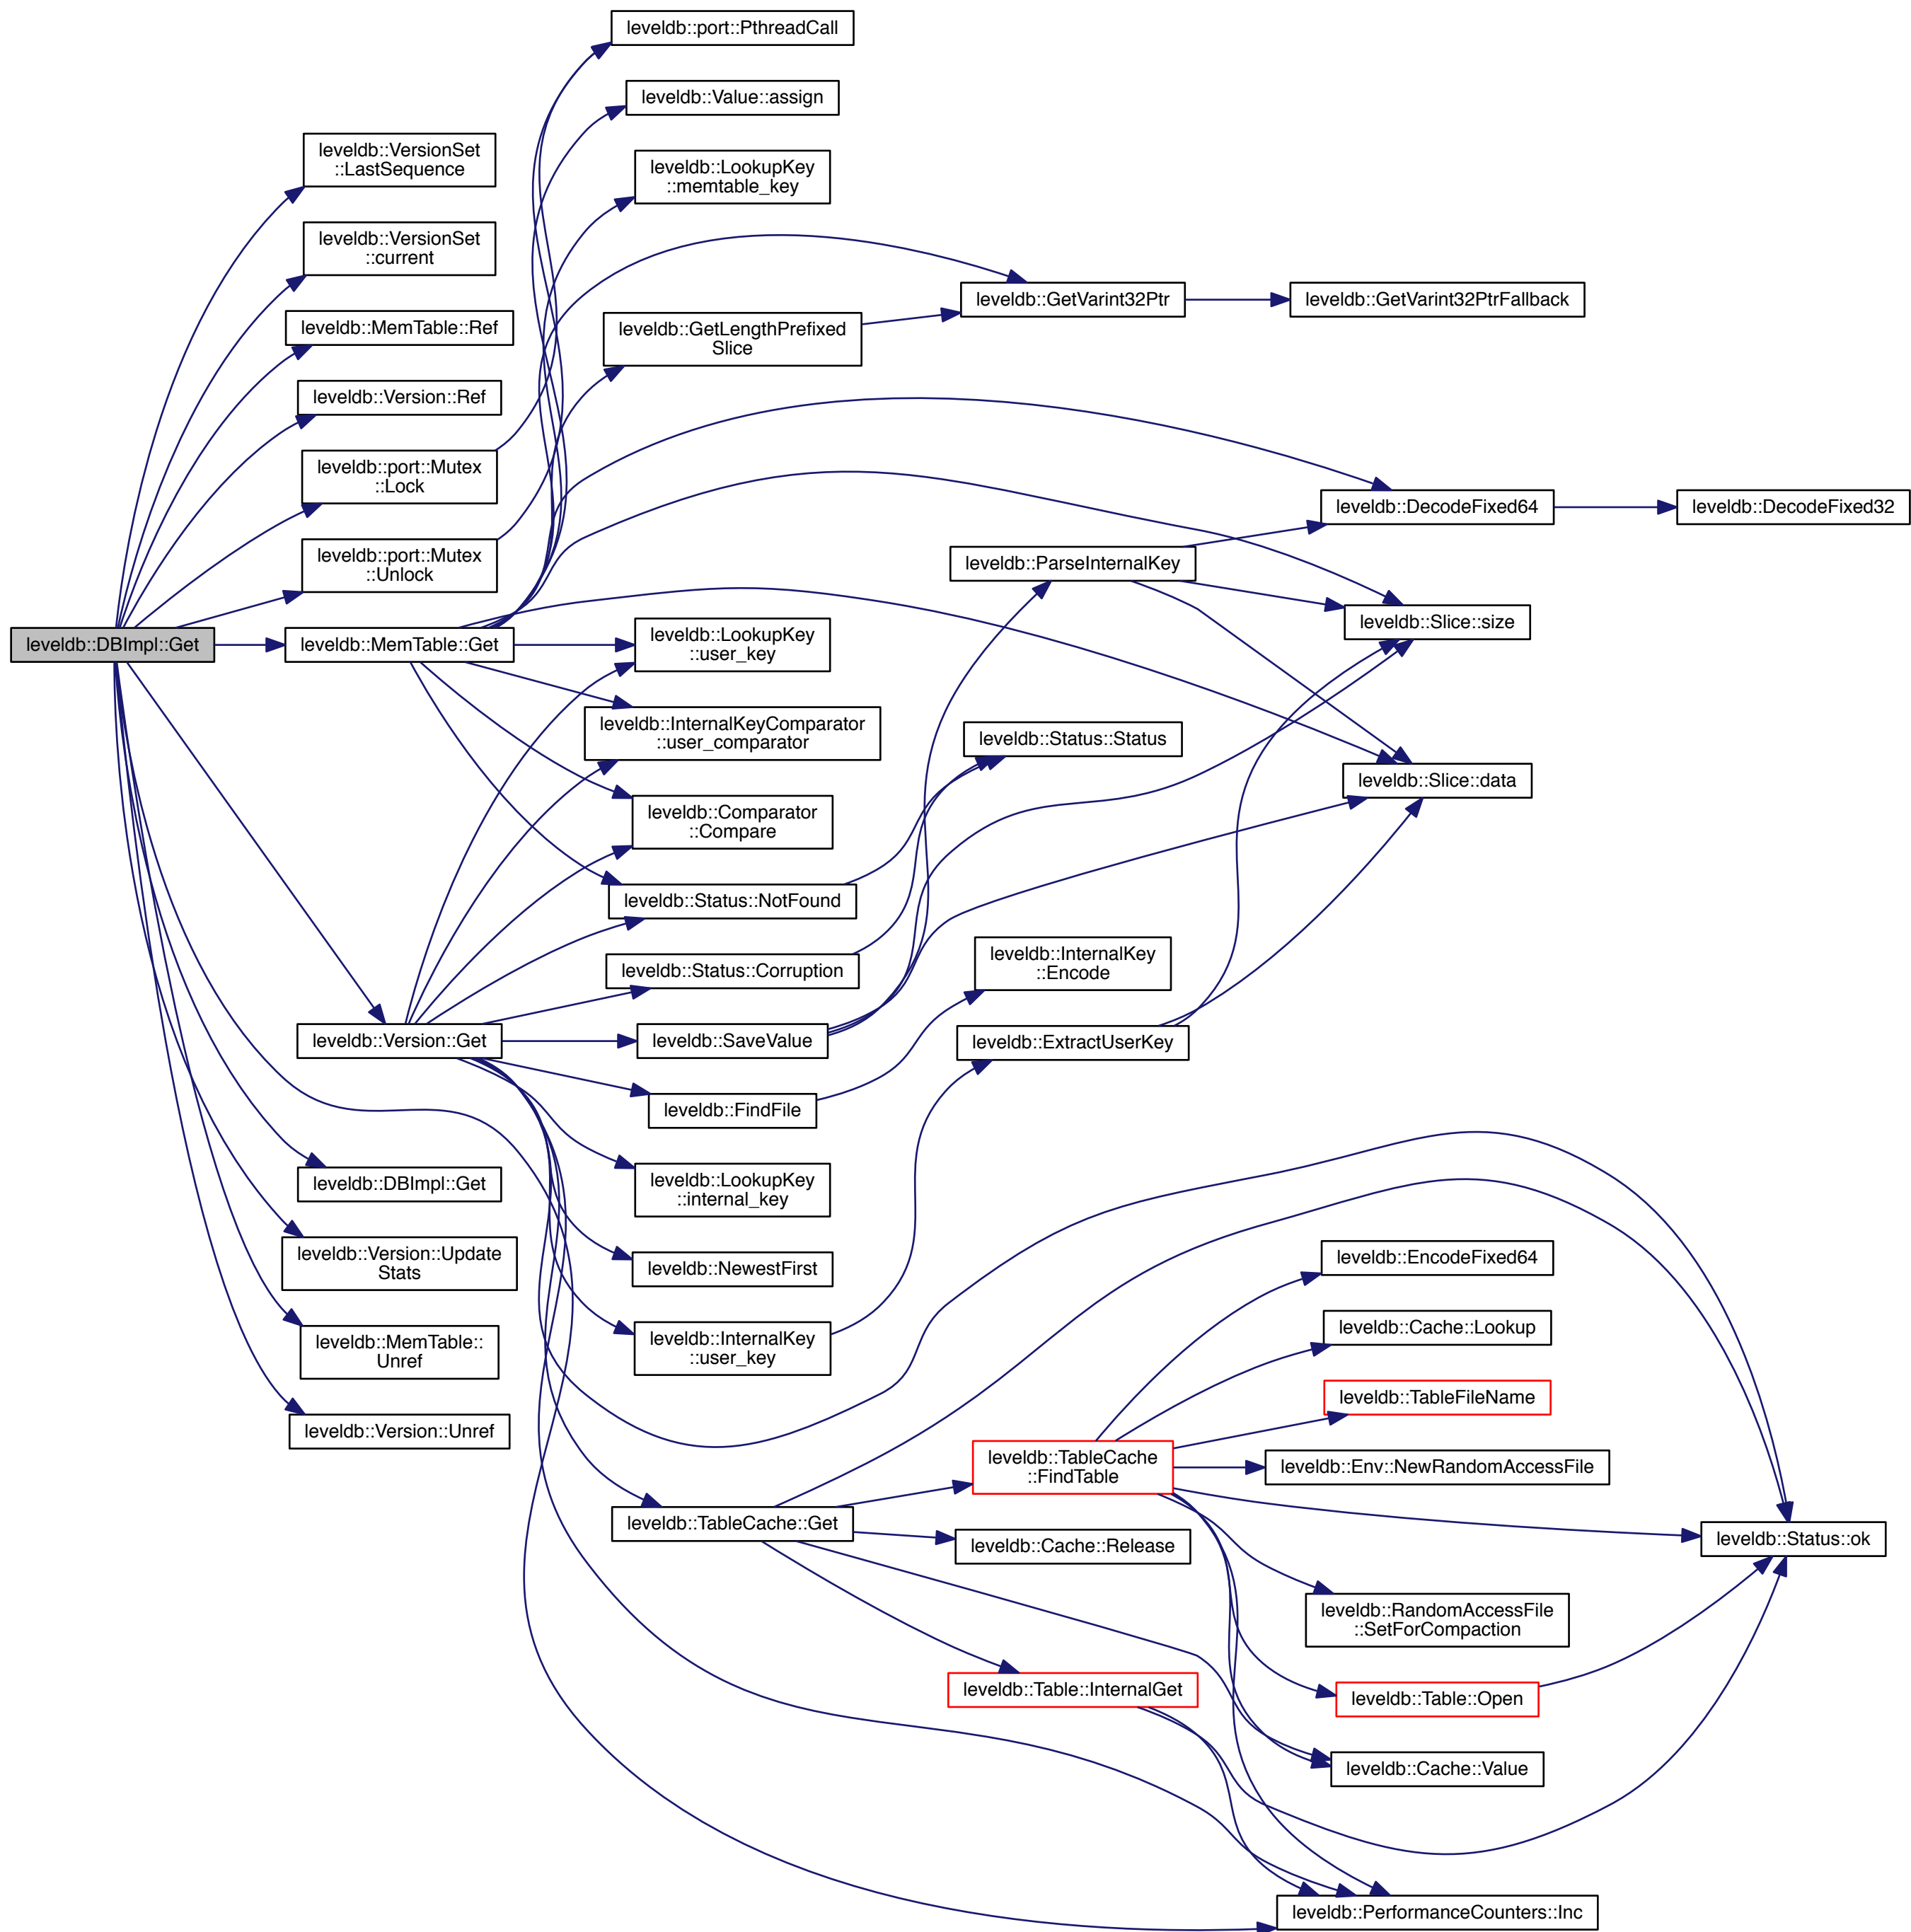 leveldb::port::PthreadCall
leveldb::Value::assign
leveldb::VersionSet
::LastSequence
leveldb::LookupKey
::memtable_key
leveldb::VersionSet
::current
leveldb::MemTable::Ref
leveldb::GetLengthPrefixed
Slice
leveldb::GetVarint32Ptr
leveldb::GetVarint32PtrFallback
leveldb::Version::Ref
leveldb::port::Mutex
::Lock
leveldb::port::Mutex
::Unlock
leveldb::DecodeFixed64
leveldb::DecodeFixed32
leveldb::ParseInternalKey
leveldb::Slice::size
leveldb::DBImpl::Get
leveldb::MemTable::Get
leveldb::LookupKey
::user_key
leveldb::InternalKeyComparator
::user_comparator
leveldb::Status::Status
leveldb::Slice::data
leveldb::Comparator
::Compare
leveldb::Status::NotFound
leveldb::Status::Corruption
leveldb::InternalKey
::Encode
leveldb::Version::Get
leveldb::SaveValue
leveldb::ExtractUserKey
leveldb::FindFile
leveldb::DBImpl::Get
leveldb::LookupKey
::internal_key
leveldb::Version::Update
Stats
leveldb::NewestFirst
leveldb::EncodeFixed64
leveldb::MemTable::
Unref
leveldb::InternalKey
::user_key
leveldb::Cache::Lookup
leveldb::TableFileName
leveldb::Version::Unref
leveldb::TableCache
::FindTable
leveldb::Env::NewRandomAccessFile
leveldb::TableCache::Get
leveldb::Cache::Release
leveldb::Status::ok
leveldb::RandomAccessFile
::SetForCompaction
leveldb::Table::InternalGet
leveldb::Table::Open
leveldb::Cache::Value
leveldb::PerformanceCounters::Inc